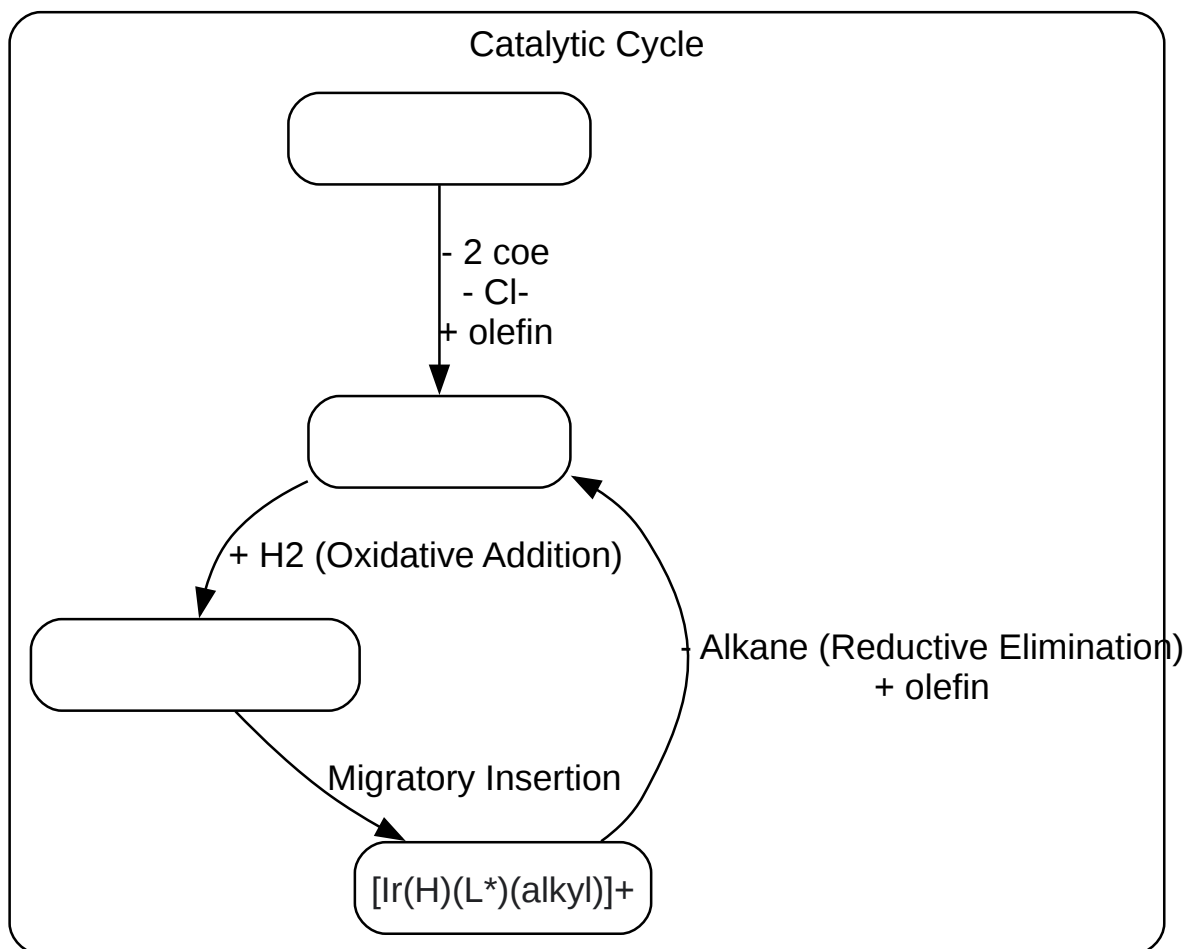 Catalytic Cycle
- 2 coe
- Cl-
+ olefin
+ H2 (Oxidative Addition)
- Alkane (Reductive Elimination)
+ olefin
Migratory Insertion
[Ir(H)(L*)(alkyl)]+